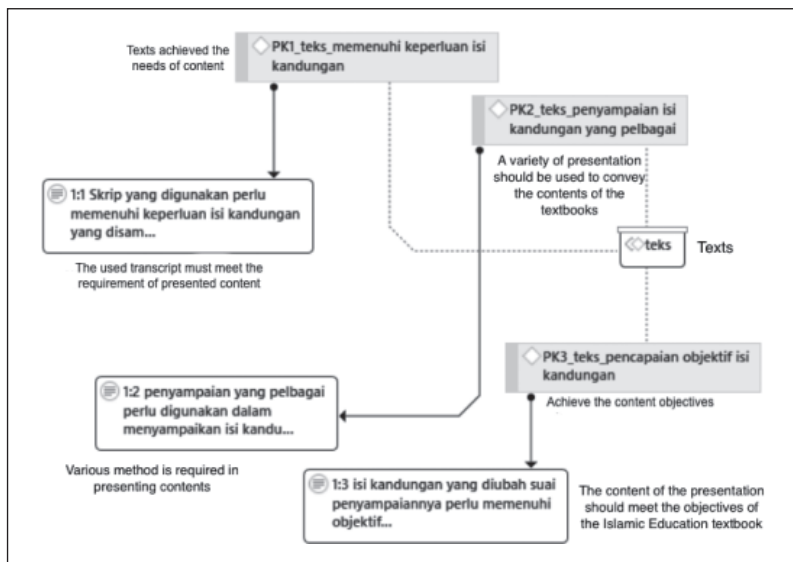 Texts achieved the
needs of content
PK1_teks_memenuhi keperluan isi
kandungan
PK2_teks_penyampaian isi
kandungan yang pelbagai
A variety of presentation
should be used to convey
the contents of the
textbooks
1:1 Skrip yang digunakan perlu
memenuhi keperluan isi kandungan
yang disam...
The used transcript must meet the
requirement of presented content
teks
Texts
PK3_teks_pencapaian objektif isi
kandungan
Achieve the content objectives
1:2 penyampaian yang pelbagai
perlu digunakan dalam
menyampaikan isi kandu...
Various method is required in
presenting contents
1:3 isi kandungan yang diubah suai
penyampaiannya perlu memenuhi
objektif...
The content of the presentation
should meet the objectives of
the Islamic Education textbook